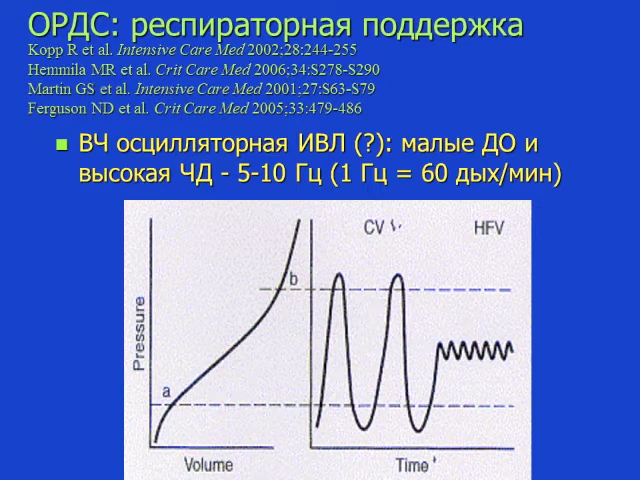 ОРДС: респираторная поддержка
Kopp R et al. Intensive Care Med 2002;28:244-255
Hemmila MR et al. Crit Care Med 2006;34:S278-S290
Martin GS et al. Intensive Care Med 2001;27:S63-S79
Ferguson ND et al. Crit Care Med 2005;33:479-486
ВЧ осцилляторная ИВЛ (?): малые ДО и
высокая ЧД - 5-10 Гц (1 Гц = 60 дых/мин)
CV HFV
b
Pressure
a
Volume Time